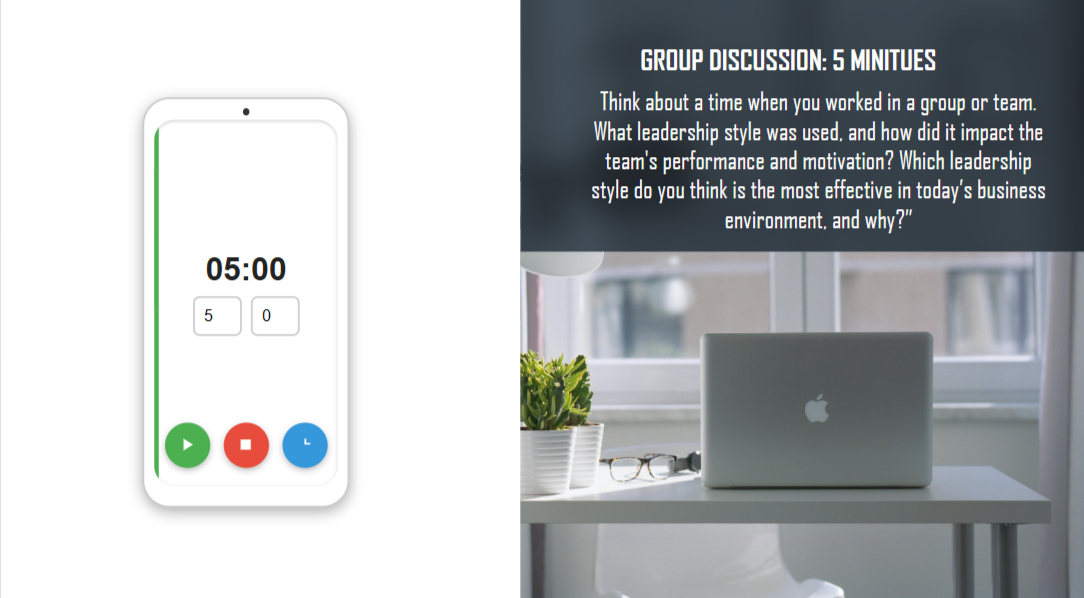 05:00
5 0
GROUP DISCUSSION: 5 MINITUES
Think about a time when you worked in a group or team.
What leadership style was used, and how did it impact the
team's performance and motivation? Which leadership
style do you think is the most effective in today’s business
environment, and why?”